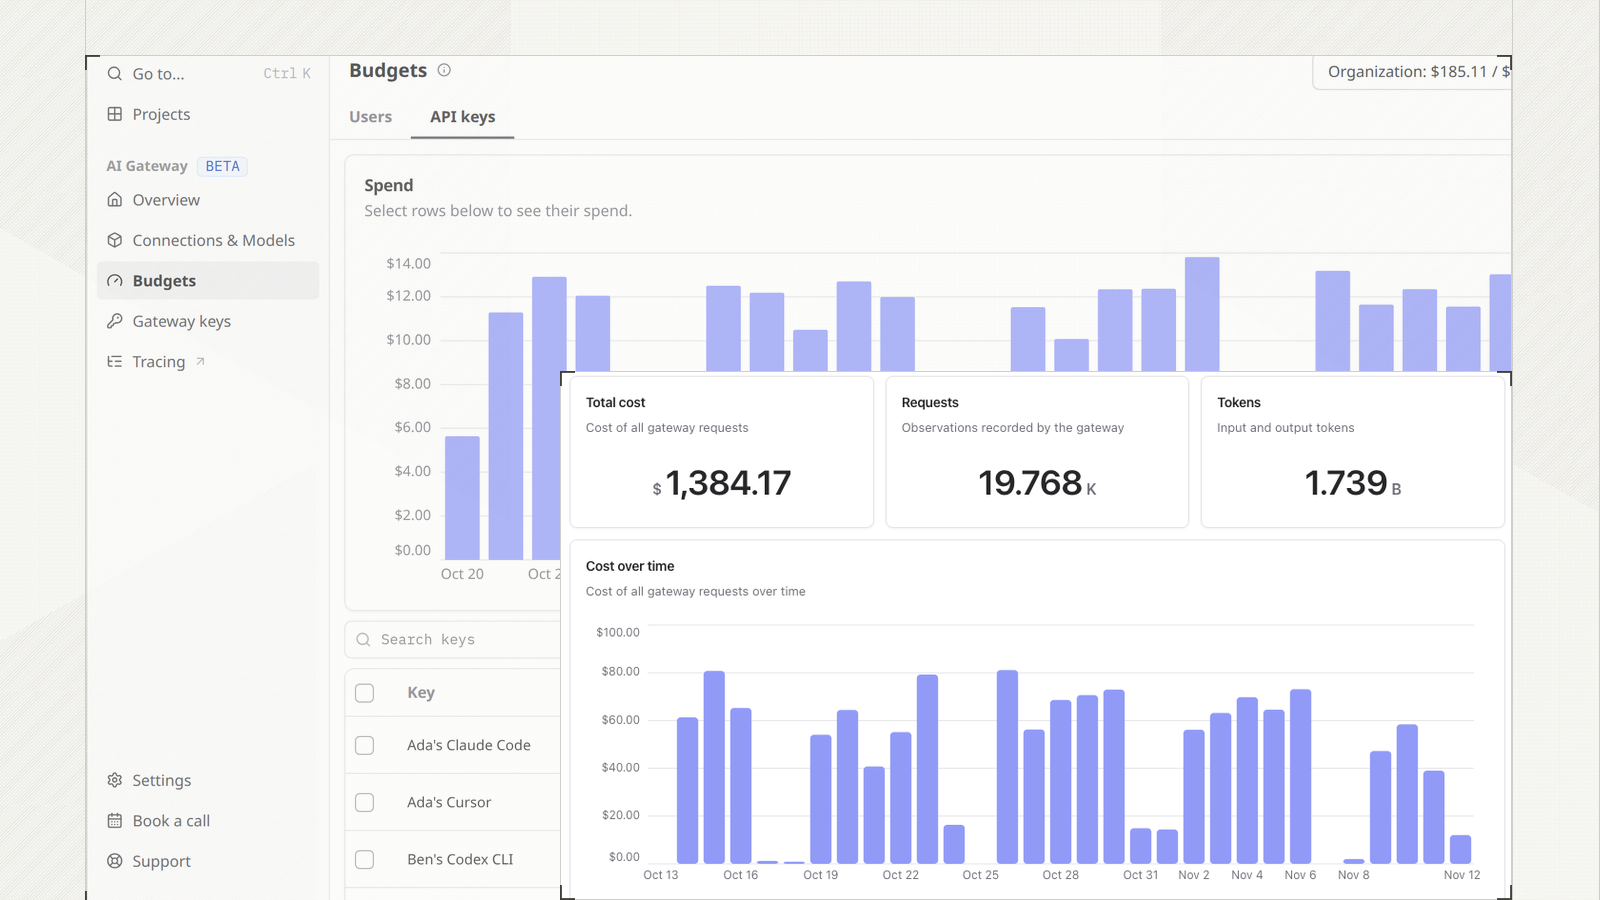 Go to...
Ctrl K
Projects
AI Gateway BETA
Overview
Connections & Models
Budgets
Gateway keys
Tracing
Settings
Book a call
Support
Budgets
Organization: $185.11 / $
Users
API keys
Spend
Select rows below to see their spend.
$14.00
$12.00
$10.00
$8.00
$6.00
$4.00
$2.00
$0.00
Oct 20
Oct 2
Search keys
Key
Ada's Claude Code
Ada's Cursor
Ben's Codex CLI
Total cost
Cost of all gateway requests
$ 1,384.17
Requests
Observations recorded by the gateway
19.768 K
Tokens
Input and output tokens
1.739 B
Cost over time
Cost of all gateway requests over time
$100.00
$80.00
$60.00
$40.00
$20.00
$0.00
Oct 13
Oct 16
Oct 19
Oct 22
Oct 25
Oct 28
Oct 31
Nov 2
Nov 4
Nov 6
Nov 8
Nov 12